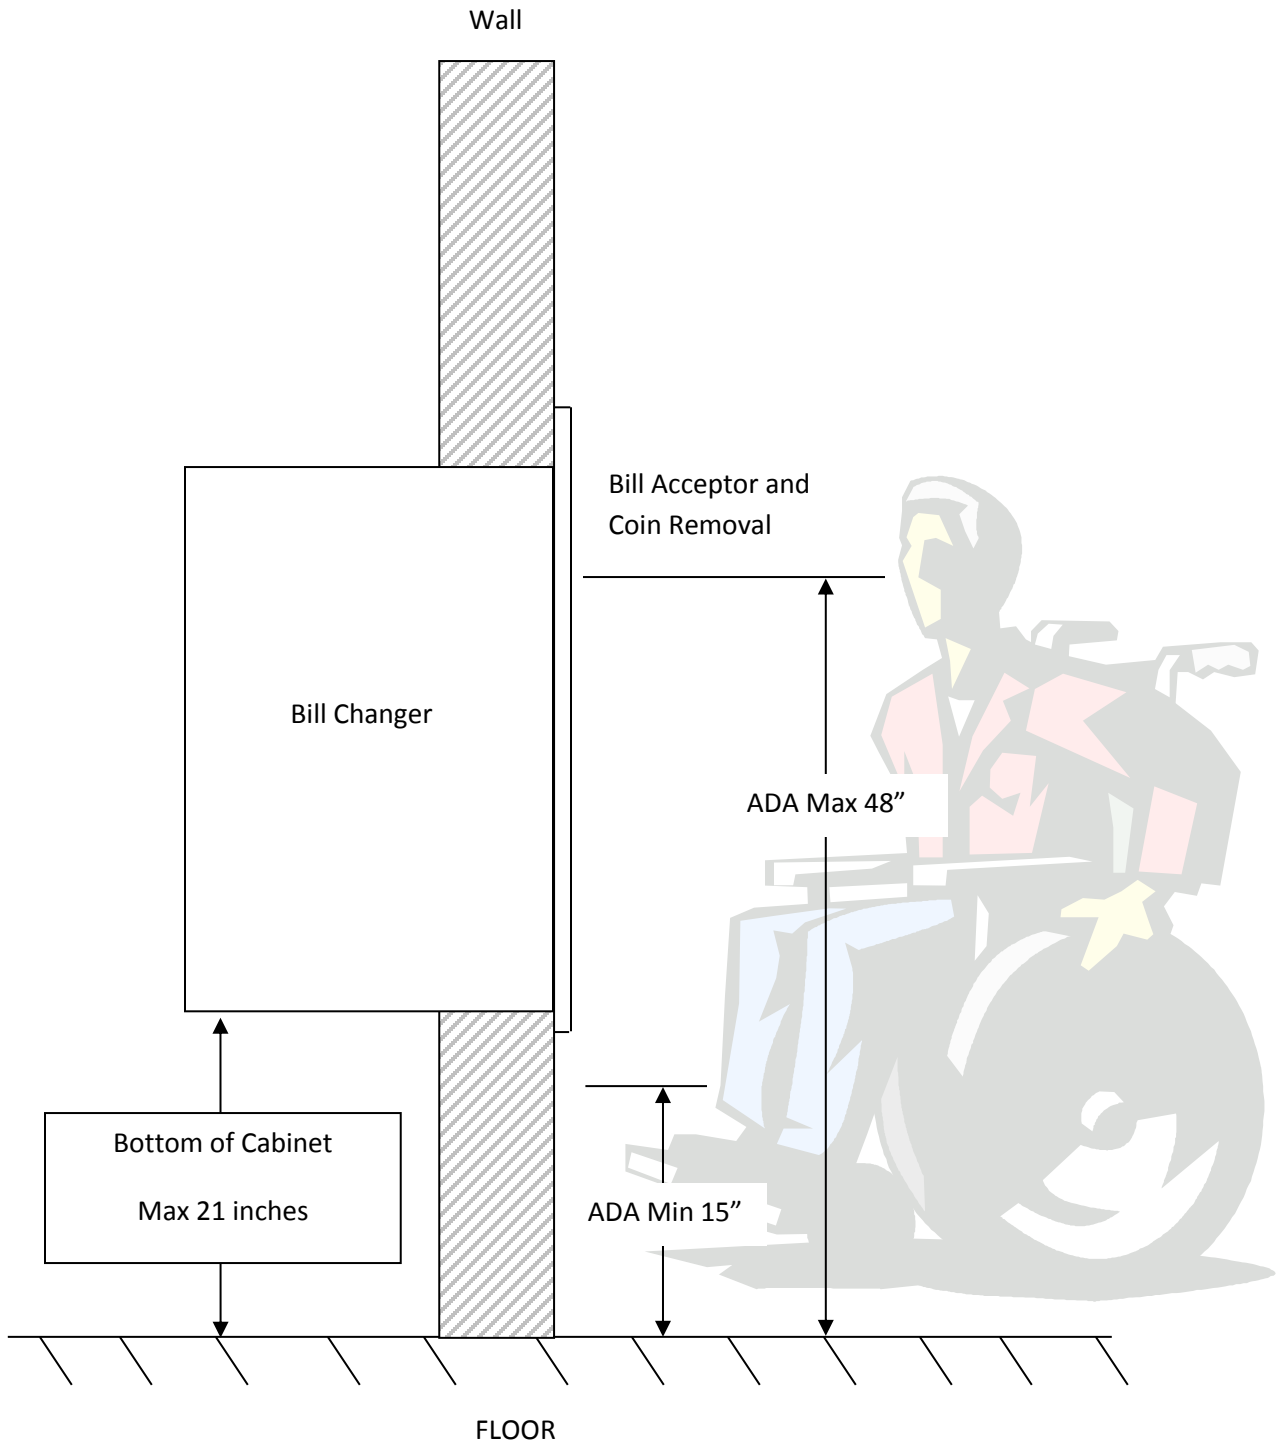 Wall
Bill Acceptor and
Coin Removal
Bill Changer
ADA Max 48”
Bottom of Cabinet
Max 21 inches
ADA Min 15”
FLOOR